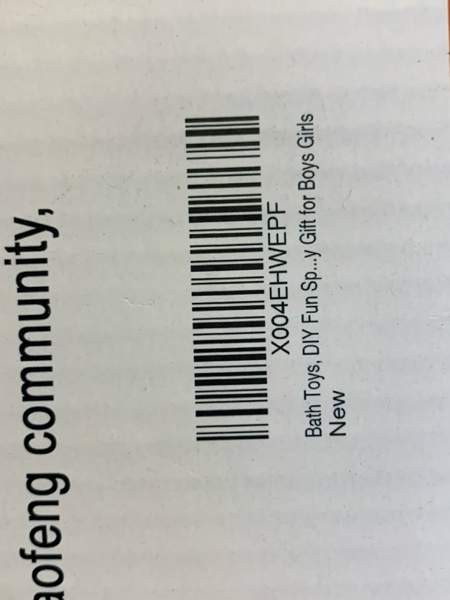 aofeng community,
X004EHWEPF
Bath Toys, DIY Fun Sp...y Gift for Boys Girls
New